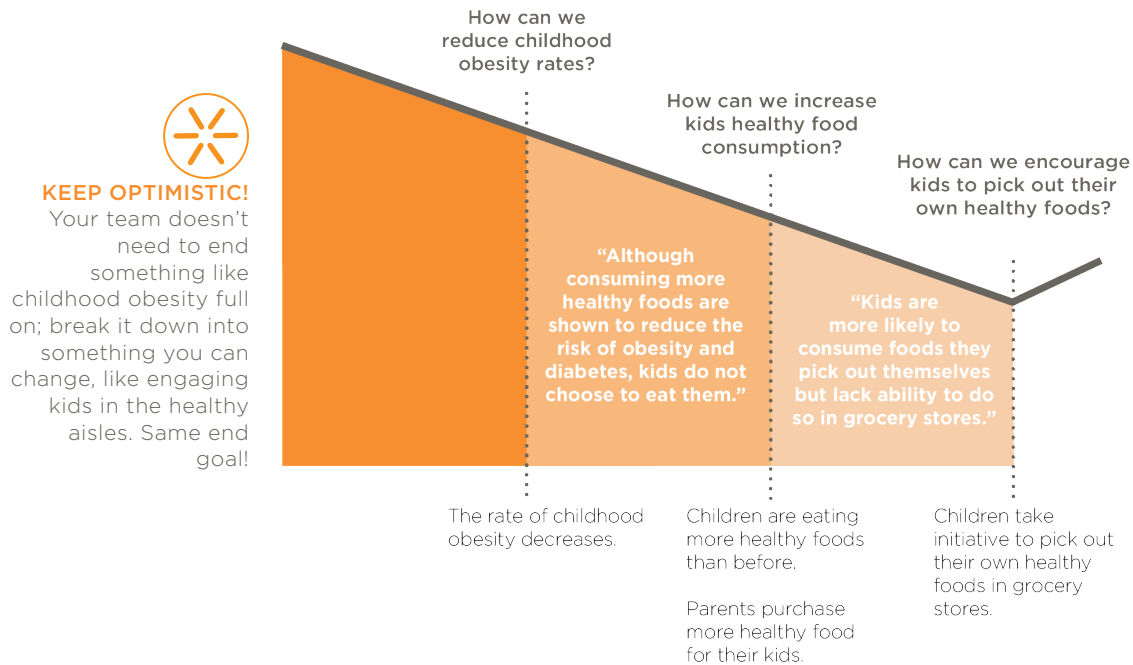 How can we
reduce childhood
obesity rates?
How can we increase
kids healthy food
consumption?
How can we encourage
kids to pick out their
own healthy foods?
KEEP OPTIMISTIC!
Your team doesn’t
need to end
something like
childhood obesity full
on; break it down into
something you can
change, like engaging
kids in the healthy
aisles. Same end
goal!
“Although
consuming more
healthy foods are
shown to reduce the
risk of obesity and
diabetes, kids do not
choose to eat them.”
“Kids are
more likely to
consume foods they
pick out themselves
but lack ability to do
so in grocery stores.”
The rate of childhood
obesity decreases.
Children are eating
more healthy foods
than before.
Parents purchase
more healthy food
for their kids.
Children take
initiative to pick out
their own healthy
foods in grocery
stores.